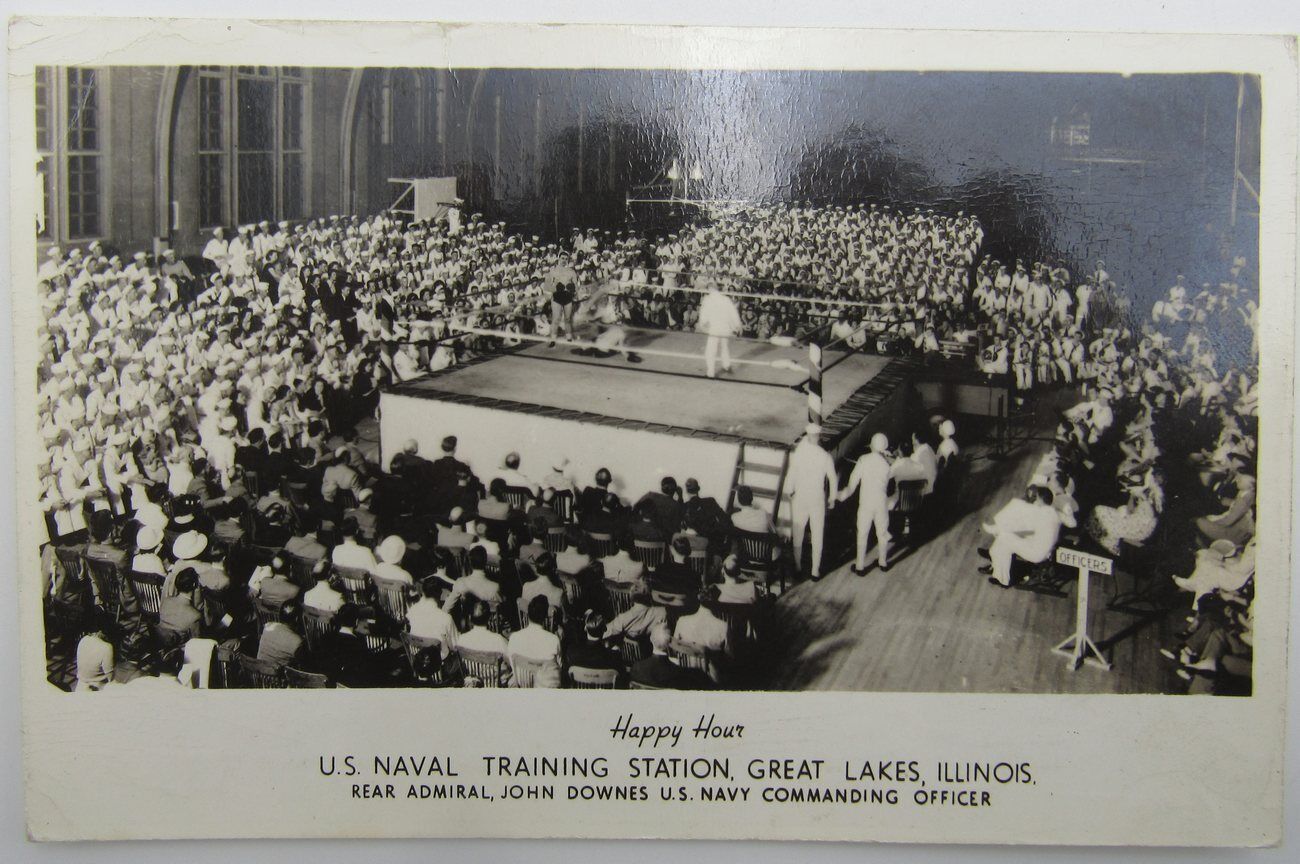 OFFICERS
Happy Hour
U.S. NAVAL TRAINING STATION, GREAT LAKES, ILLINOIS.
REAR ADMIRAL, JOHN DOWNES U.S. NAVY COMMANDING OFFICER